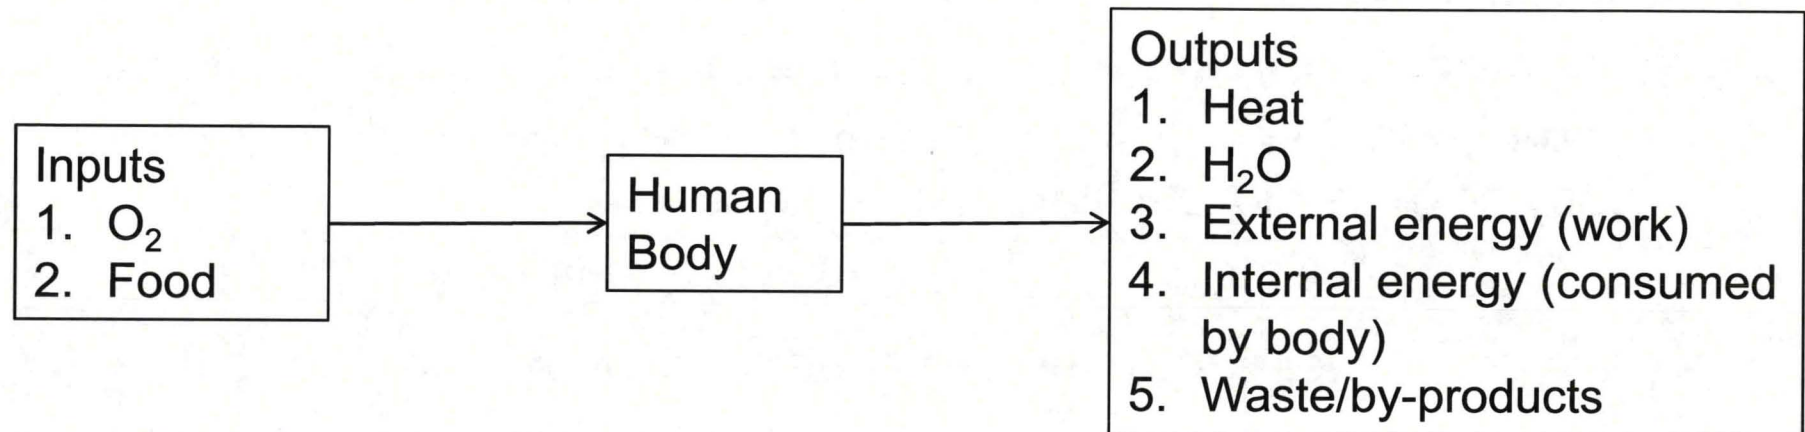 Inputs
1. O₂
2. Food
Human
Body
Outputs
1. Heat
2. H₂O
3. External energy (work)
4. Internal energy (consumed
by body)
5. Waste/by-products